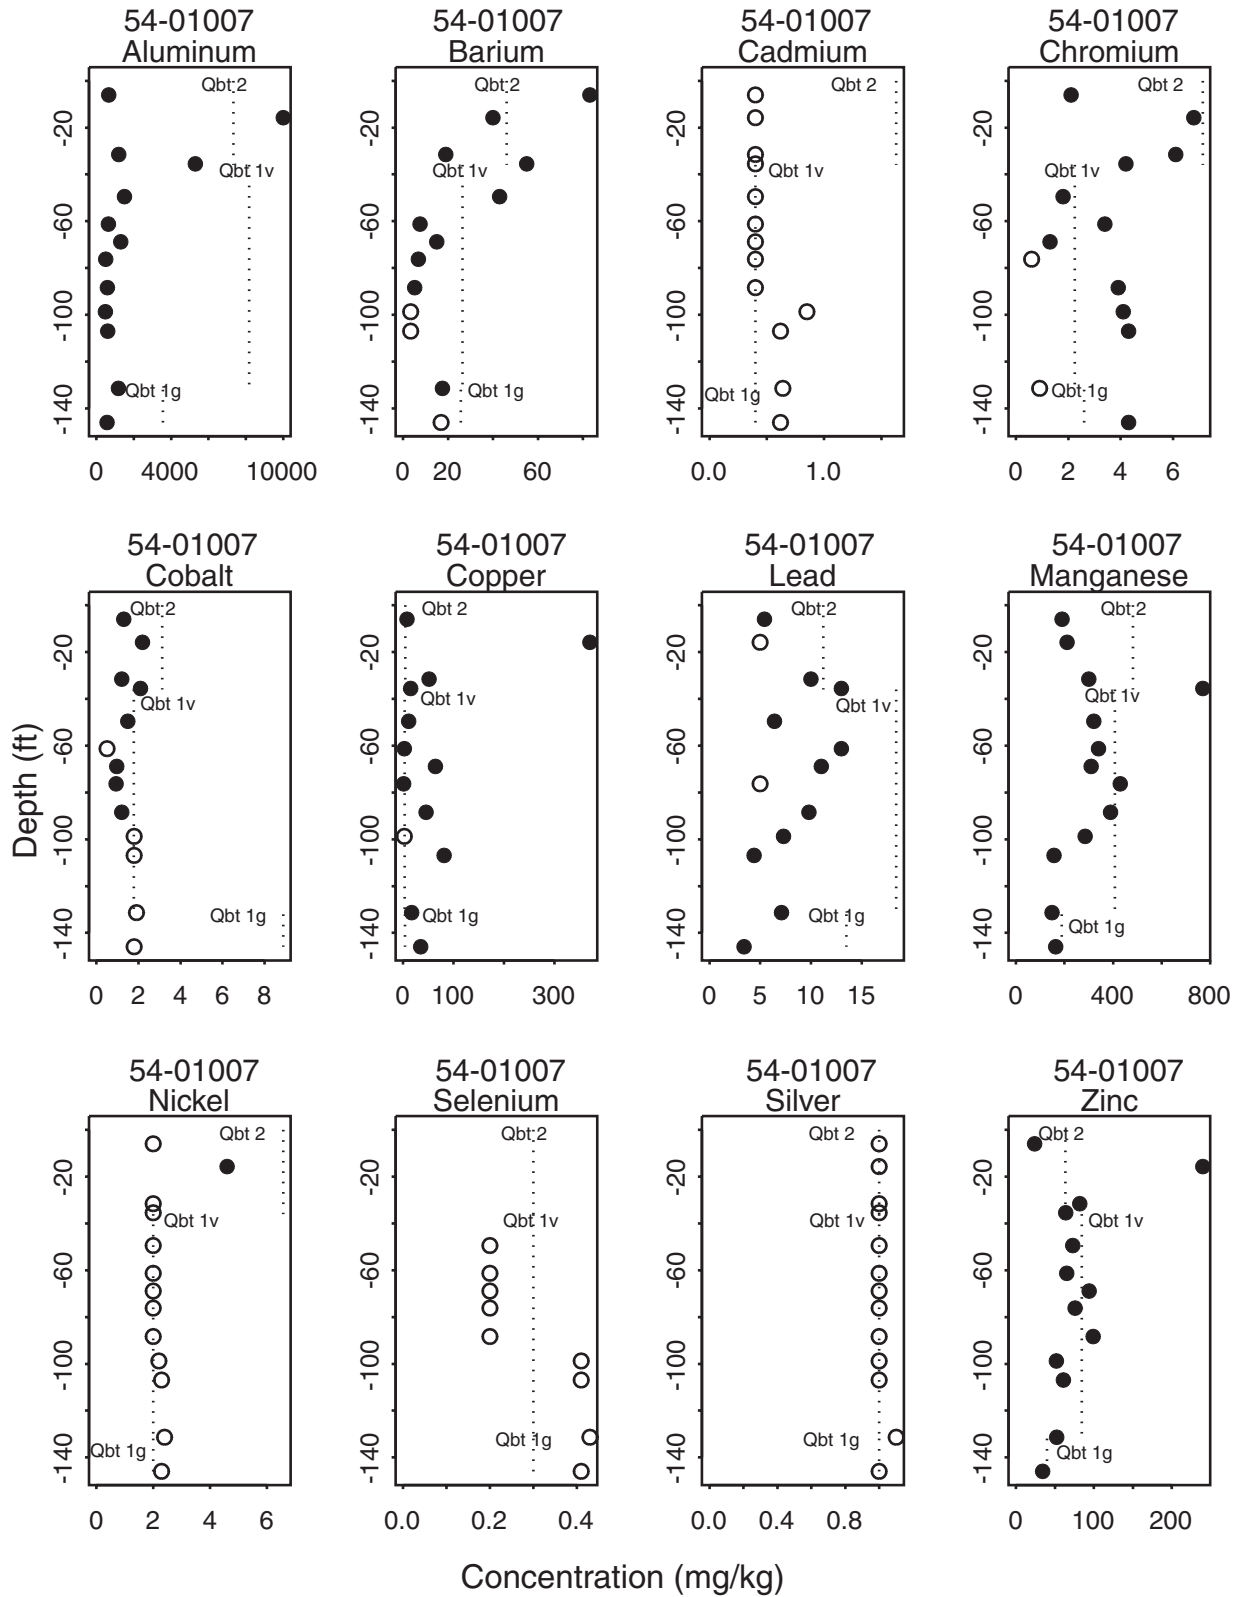 54-01007
Aluminum
54-01007
Barium
54-01007
Cadmium
54-01007
Chromium
Qbt 2
Qbt 1v
Qbt 1g
-20
-60
-100
-140
0 4000 10000
Qbt 2
Qbt 1v
Qbt 1g
-20
-60
-100
-140
0 20 60
Qbt 2
Qbt 1v
Qbt 1g
-20
-60
-100
-140
0.0 1.0
Qbt 2
Qbt 1v
Qbt 1g
-20
-60
-100
-140
0 2 4 6
Depth (ft)
54-01007
Cobalt
54-01007
Copper
54-01007
Lead
54-01007
Manganese
Qbt 2
Qbt 1v
Qbt 1g
-20
-60
-100
-140
0 2 4 6 8
Qbt 2
Qbt 1v
Qbt 1g
-20
-60
-100
-140
0 100 300
Qbt 2
Qbt 1v
Qbt 1g
-20
-60
-100
-140
0 5 10 15
Qbt 2
Qbt 1v
Qbt 1g
-20
-60
-100
-140
0 400 800
54-01007
Nickel
54-01007
Selenium
54-01007
Silver
54-01007
Zinc
Qbt 2
Qbt 1v
Qbt 1g
-20
-60
-100
-140
0 2 4 6
Qbt 2
Qbt 1v
Qbt 1g
-20
-60
-100
-140
0.0 0.2 0.4
Qbt 2
Qbt 1v
Qbt 1g
-20
-60
-100
-140
0.0 0.4 0.8
Qbt 2
Qbt 1v
Qbt 1g
-20
-60
-100
-140
0 100 200
Concentration (mg/kg)